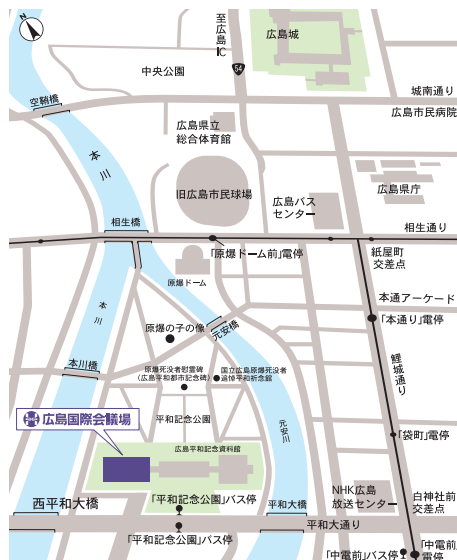 N
至広島IC
54
広島城
中央公園
城南通り
空鞘橋
広島市民病院
広島県立
総合体育館
本川
旧広島市民球場
広島バス
センター
広島県庁
相生橋
相生通り
「原爆ドーム前」電停
紙屋町
交差点
原爆ドーム
本川
本通アーケード
原爆の子の像
元安橋
「本通り」電停
本川橋
原爆死没者慰霊碑
(広島平和都市記念碑)
国立広島原爆死没者
追悼平和祈念館
鯉城通り
平和記念公園
元安川
広島国際会議場
広島平和記念資料館
「袋町」電停
NHK広島
放送センター
白神社前
交差点
西平和大橋
「平和記念公園」バス停
平和大橋
平和大通り
「平和記念公園」バス停
「中電前」バス停
「中電前」
電停